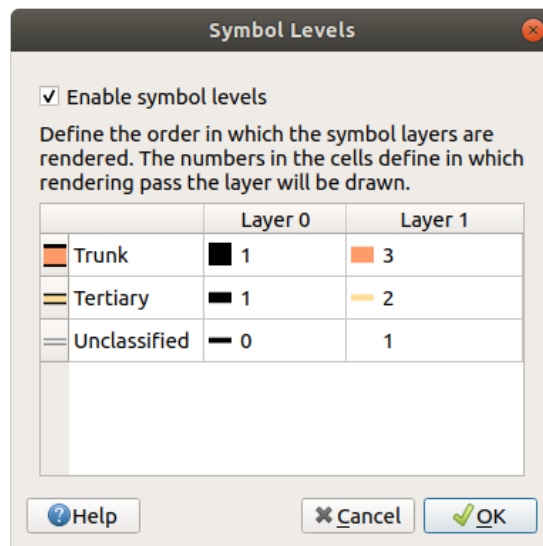 Symbol Levels
Enable symbol levels
Define the order in which the symbol layers are
rendered. The numbers in the cells define in which
rendering pass the layer will be drawn.
Layer 0 Layer 1
Trunk 1 3
Tertiary 1 2
Unclassified 0 1
Help Cancel OK